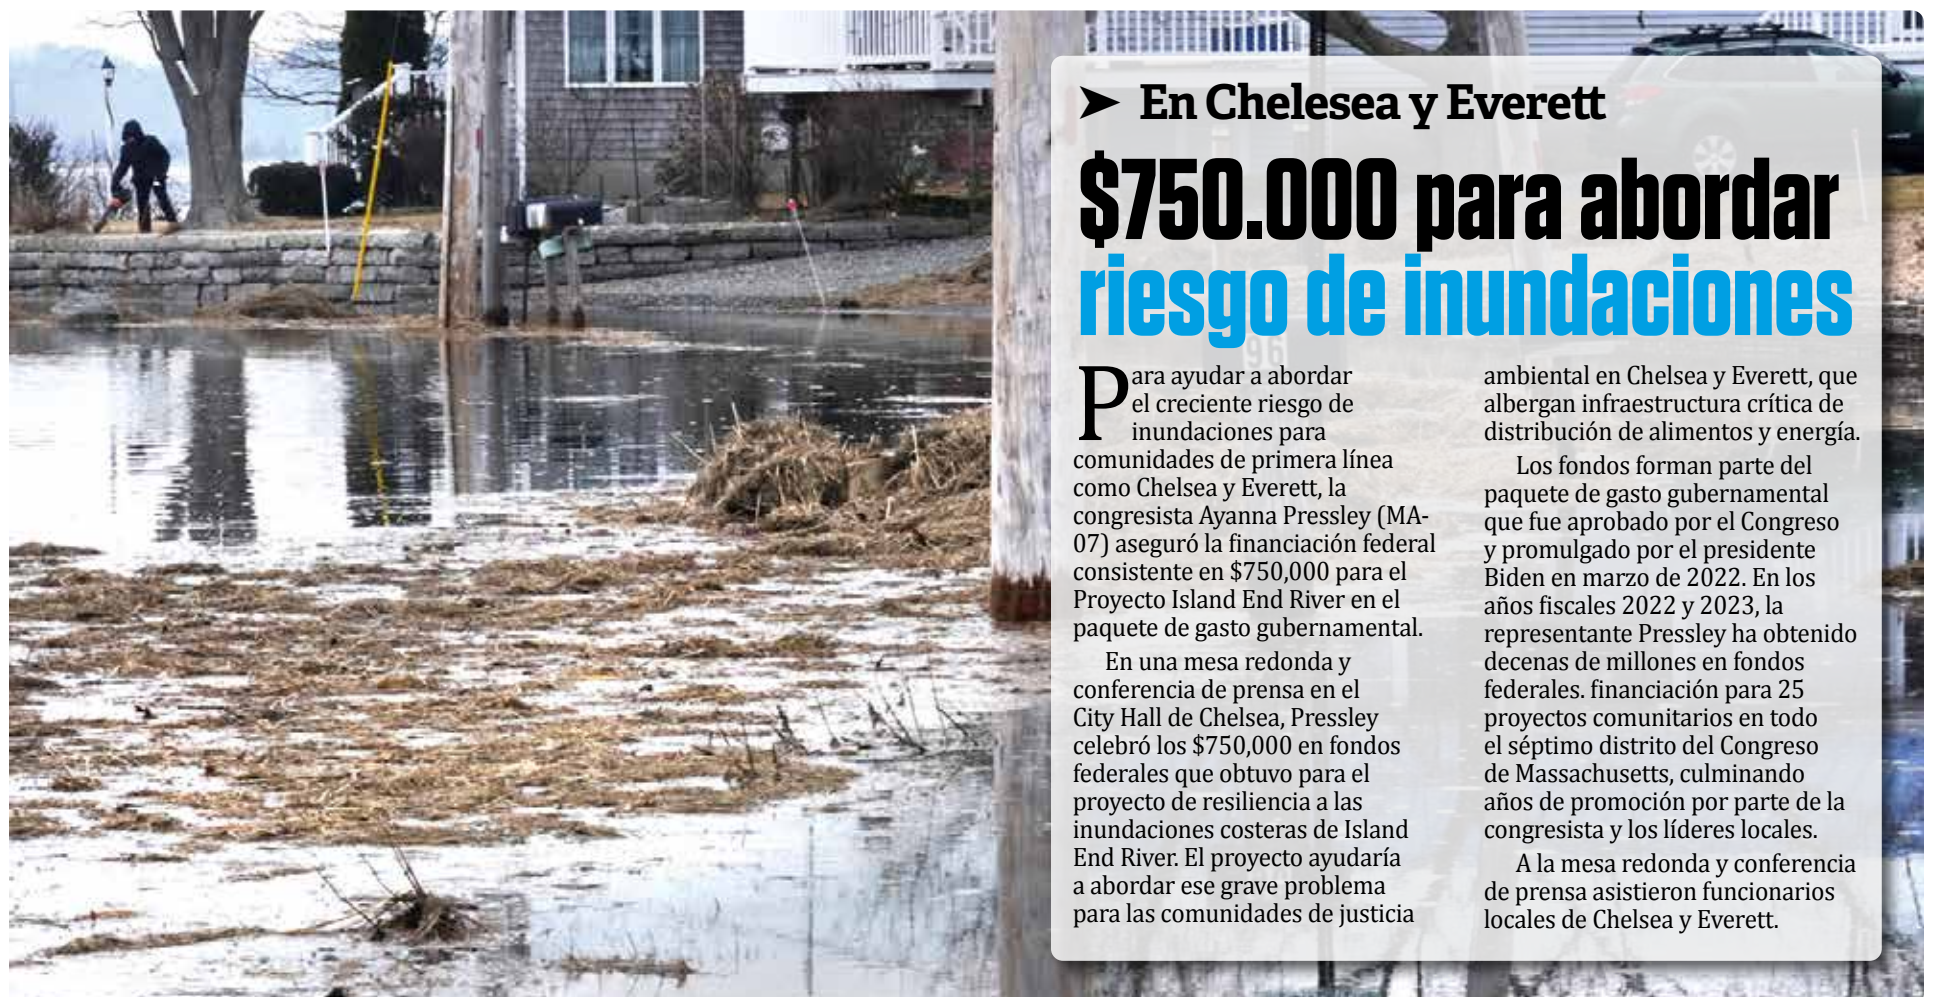 ➤ En Chelesea y Everett
$750.000 para abordar
riesgo de inundaciones
Para ayudar a abordar
el creciente riesgo de
inundaciones para
comunidades de primera línea
como Chelsea y Everett, la
congresista Ayanna Pressley (MA-
07) aseguró la financiación federal
consistente en $750,000 para el
Proyecto Island End River en el
paquete de gasto gubernamental.
En una mesa redonda y
conferencia de prensa en el
City Hall de Chelsea, Pressley
celebró los $750,000 en fondos
federales que obtuvo para el
proyecto de resiliencia a las
inundaciones costeras de Island
End River. El proyecto ayudaría
a abordar ese grave problema
para las comunidades de justicia
ambiental en Chelsea y Everett, que
albergan infraestructura crítica de
distribución de alimentos y energía.
Los fondos forman parte del
paquete de gasto gubernamental
que fue aprobado por el Congreso
y promulgado por el presidente
Biden en marzo de 2022. En los
años fiscales 2022 y 2023, la
representante Pressley ha obtenido
decenas de millones en fondos
federales. financiación para 25
proyectos comunitarios en todo
el séptimo distrito del Congreso
de Massachusetts, culminando
años de promoción por parte de la
congresista y los líderes locales.
A la mesa redonda y conferencia
de prensa asistieron funcionarios
locales de Chelsea y Everett.
96